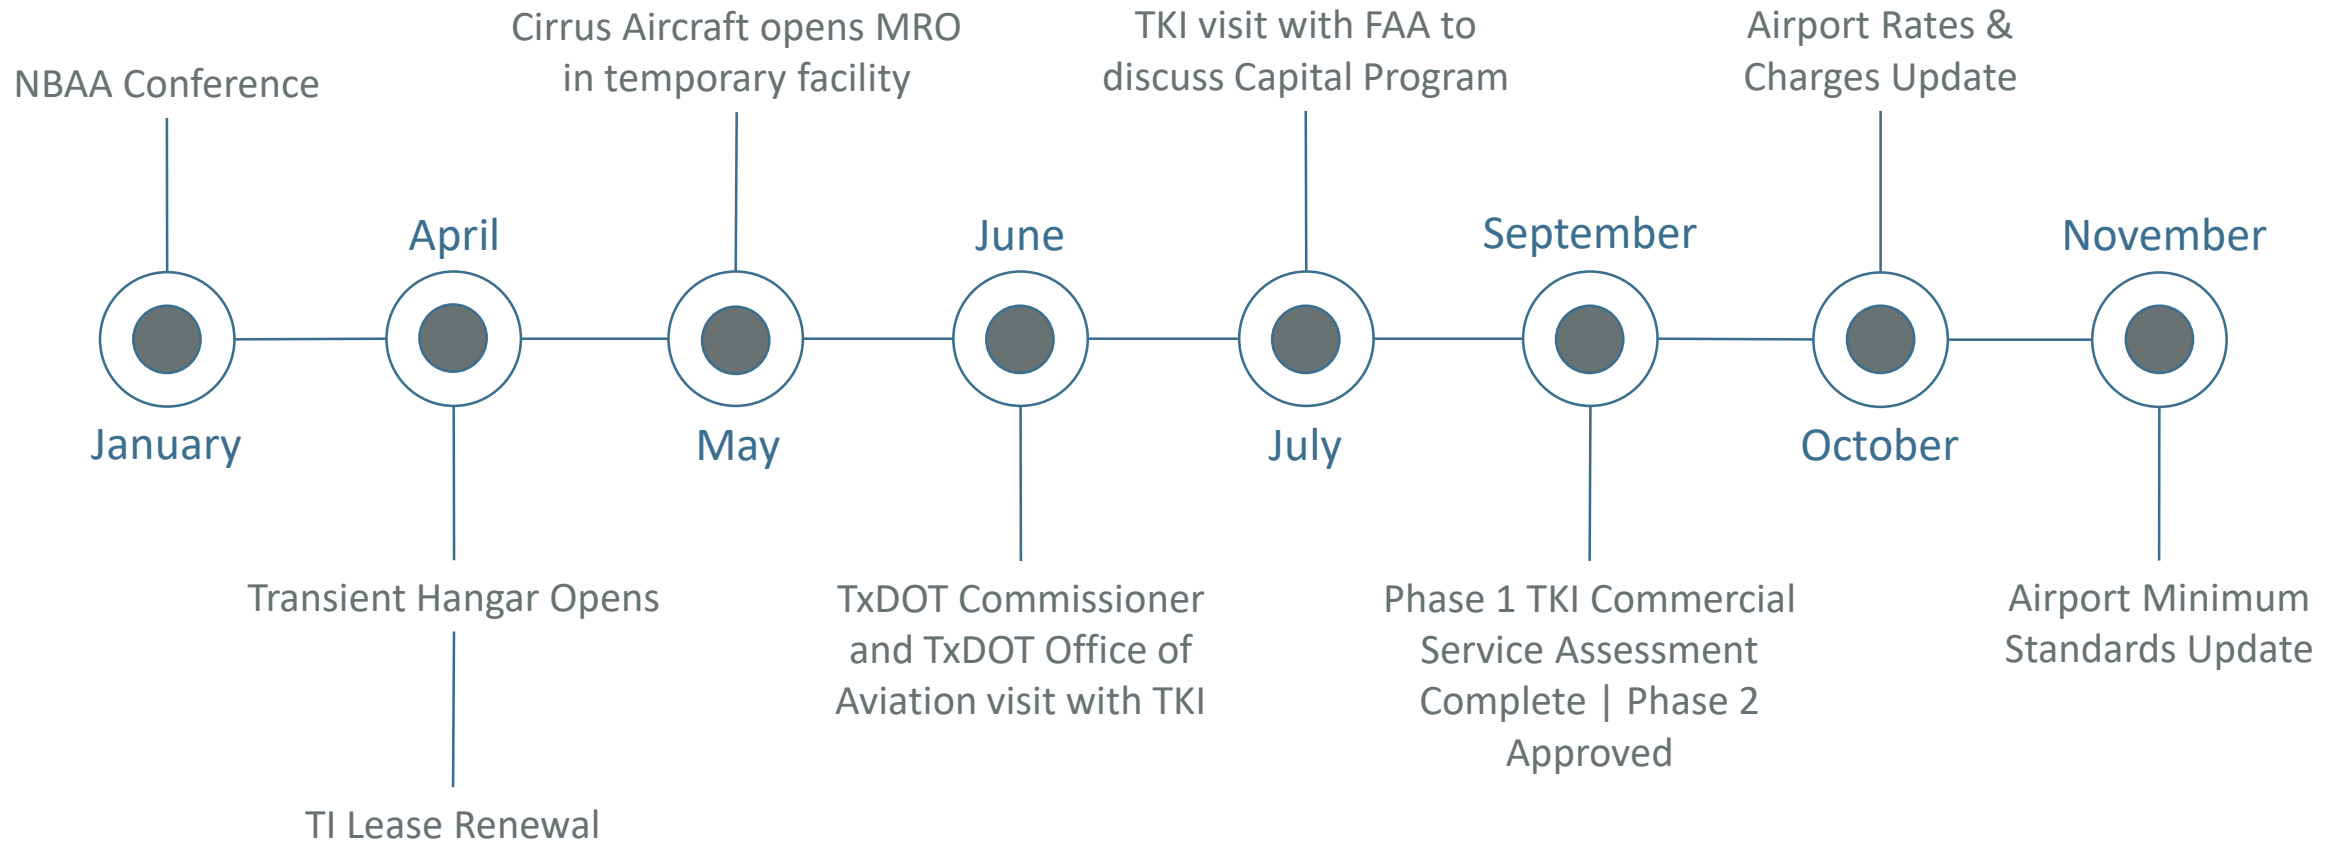 NBAA Conference
January
April
Transient Hangar Opens
TI Lease Renewal
Cirrus Aircraft opens MRO
in temporary facility
May
June
TxDOT Commissioner
and TxDOT Office of
Aviation visit with TKI
TKI visit with FAA to
discuss Capital Program
July
September
Phase 1 TKI Commercial
Service Assessment
Complete | Phase 2
Approved
Airport Rates &
Charges Update
October
November
Airport Minimum
Standards Update